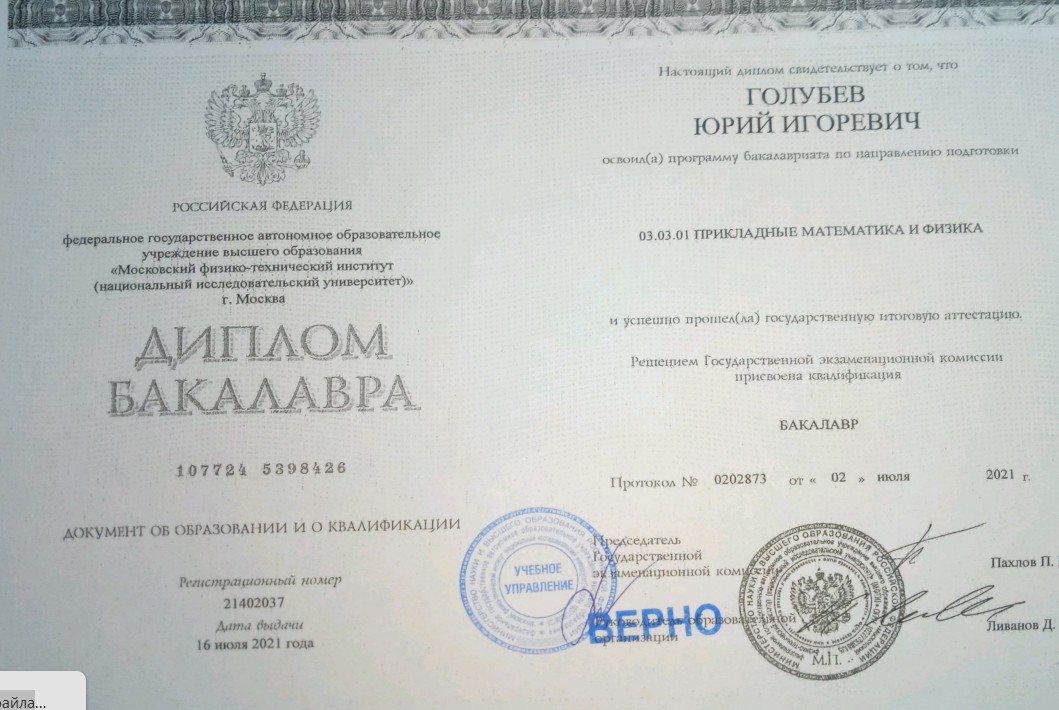 РОССИЙСКАЯ ФЕДЕРАЦИЯ
федеральное государственное автономное образовательное
учреждение высшего образования
«Московский физико-технический институт
(национальный исследовательский университет)»
г. Москва
ДИПЛОМ
БАКАЛАВРА
107724 5398426
ДОКУМЕНТ ОБ ОБРАЗОВАНИИ И О КВАЛИФИКАЦИИ
Регистрационный номер
21402037
Дата выдачи
16 июля 2021 года
Настоящий диплом свидетельствует о том, что
ГОЛУБЕВ
ЮРИЙ ИГОРЕВИЧ
освоил(а) программу бакалавриата по направлению подготовки
03.03.01 ПРИКЛАДНЫЕ МАТЕМАТИКА И ФИЗИКА
и успешно прошел(ла) государственную итоговую аттестацию.
Решением Государственной экзаменационной комиссии
присвоена квалификация
БАКАЛАВР
Протокол № 0202873 от « 02 » июля 2021 г.
Председатель
Государственной
экзаменационной комиссии
Пахлов П.
Руководитель образовательной
организации
Ливанов Д.
М.П.
УЧЕБНОЕ
УПРАВЛЕНИЕ
ВЕРНО
райла...